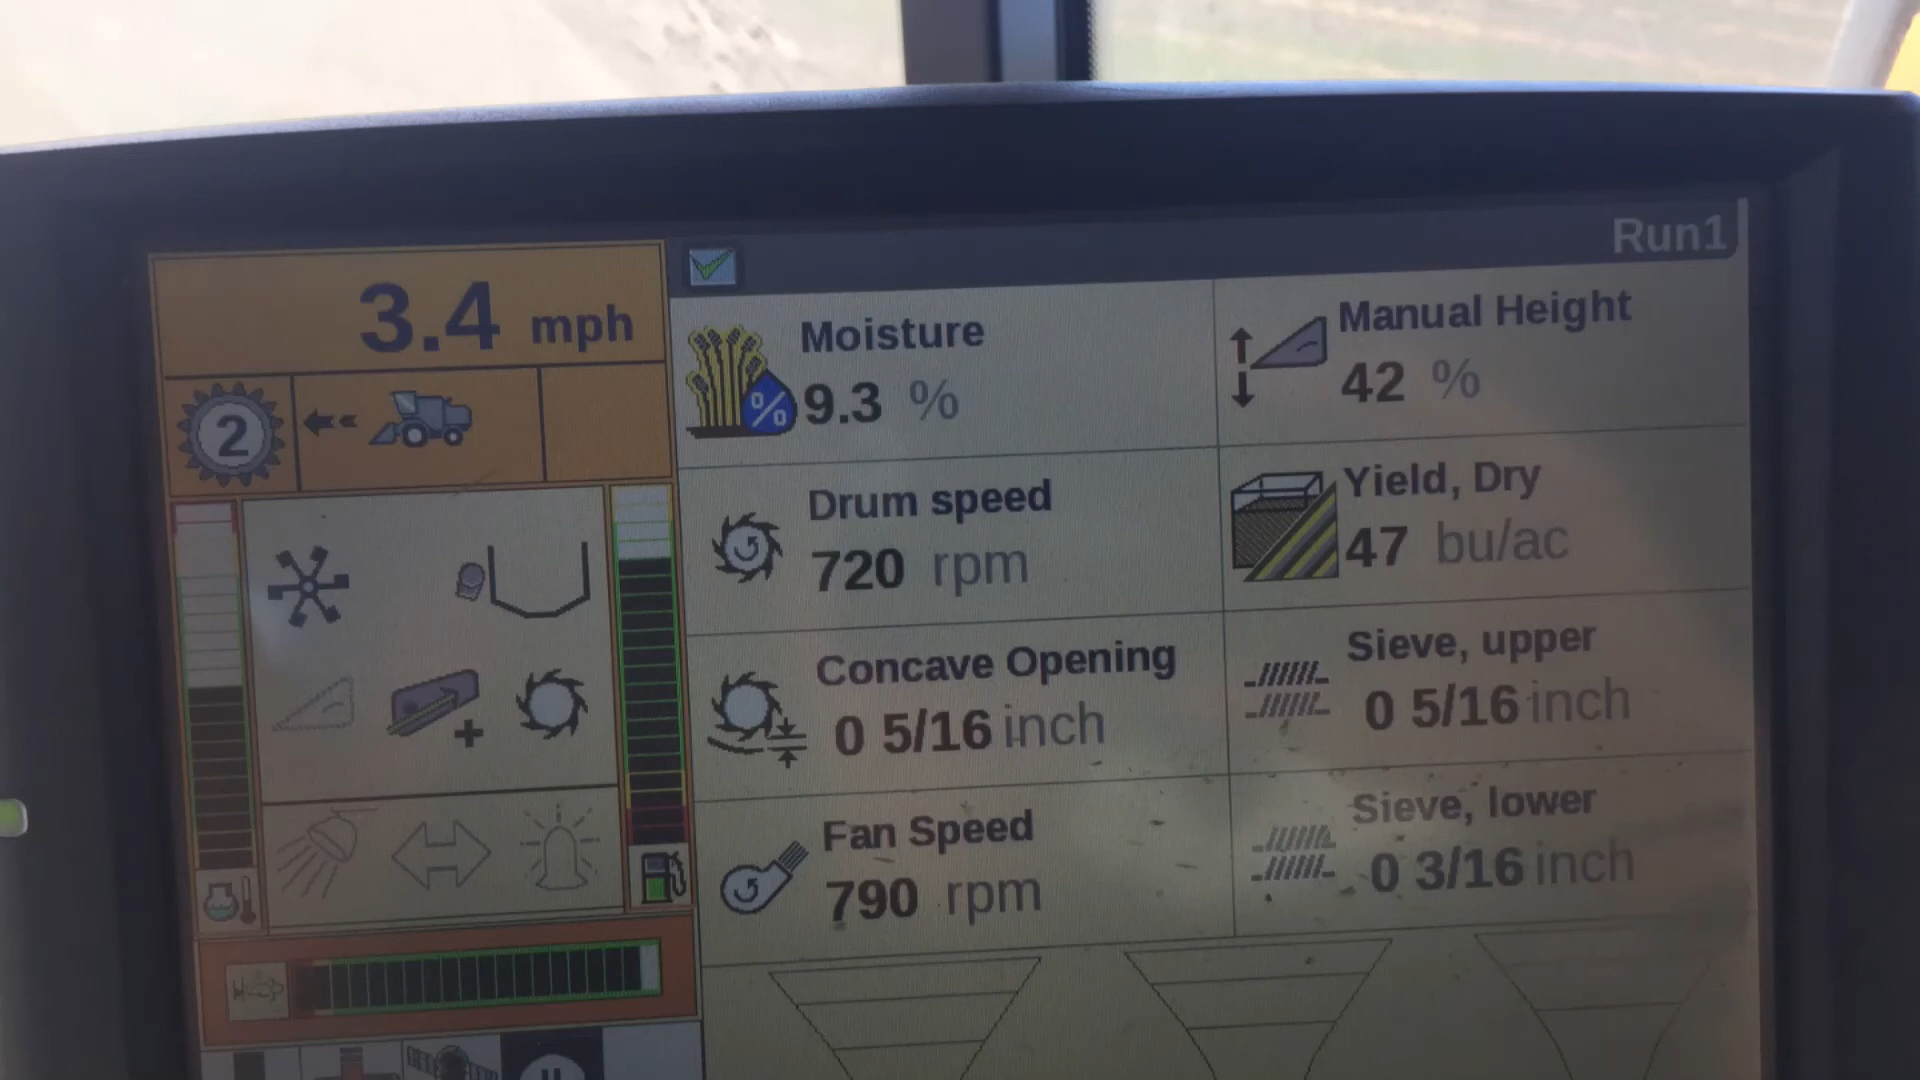 Run1
3.4 mph
2
Moisture
9.3 %
Manual Height
42 %
Drum speed
720 rpm
Yield, Dry
47 bu/ac
Concave Opening
0 5/16 inch
Sieve, upper
0 5/16 inch
Fan Speed
790 rpm
Sieve, lower
0 3/16 inch